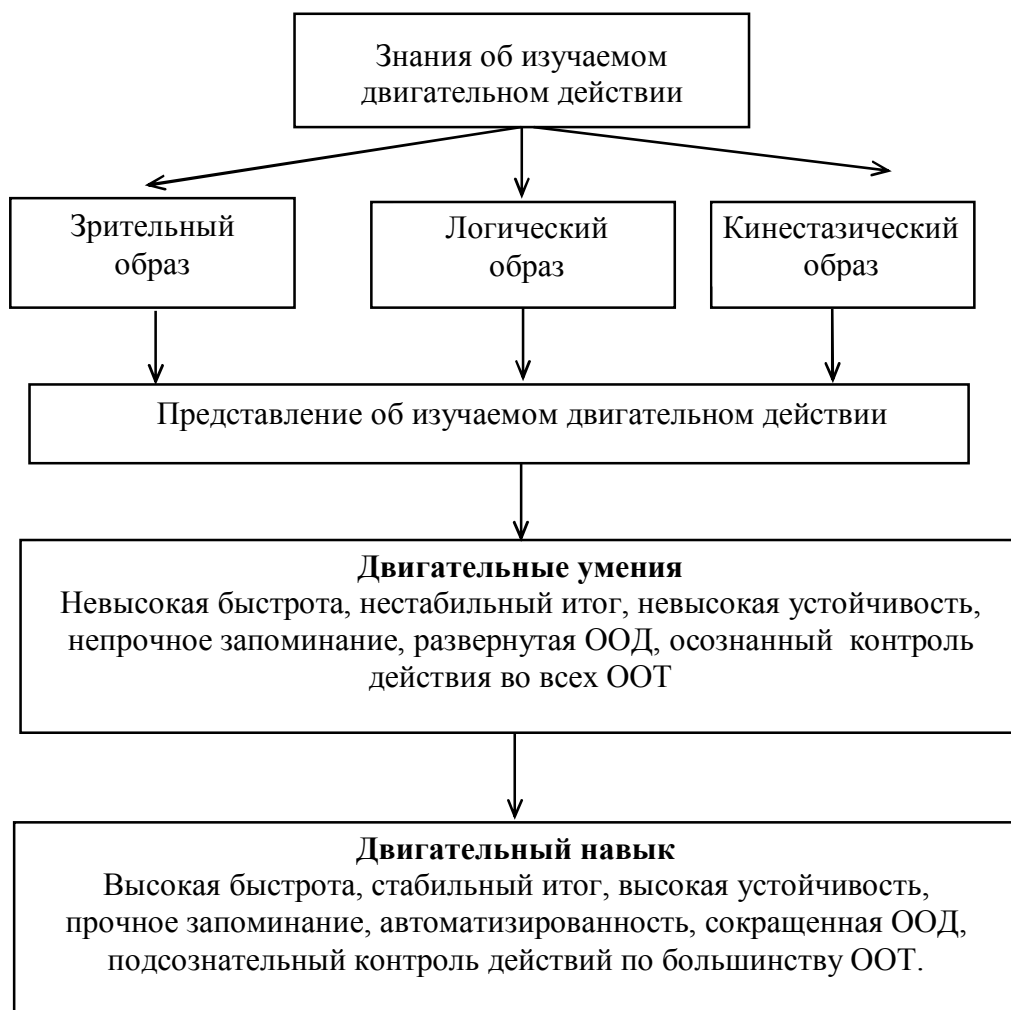 Знания об изучаемом
двигательном действии
Зрительный
образ
Логический
образ
Кинестазический
образ
Представление об изучаемом двигательном действии
Двигательные умения
Невысокая быстрота, нестабильный итог, невысокая устойчивость,
непрочное запоминание, развернутая ООД, осознанный контроль
действия во всех ООТ
Двигательный навык
Высокая быстрота, стабильный итог, высокая устойчивость,
прочное запоминание, автоматизированность, сокращенная ООД,
подсознательный контроль действий по большинству ООТ.